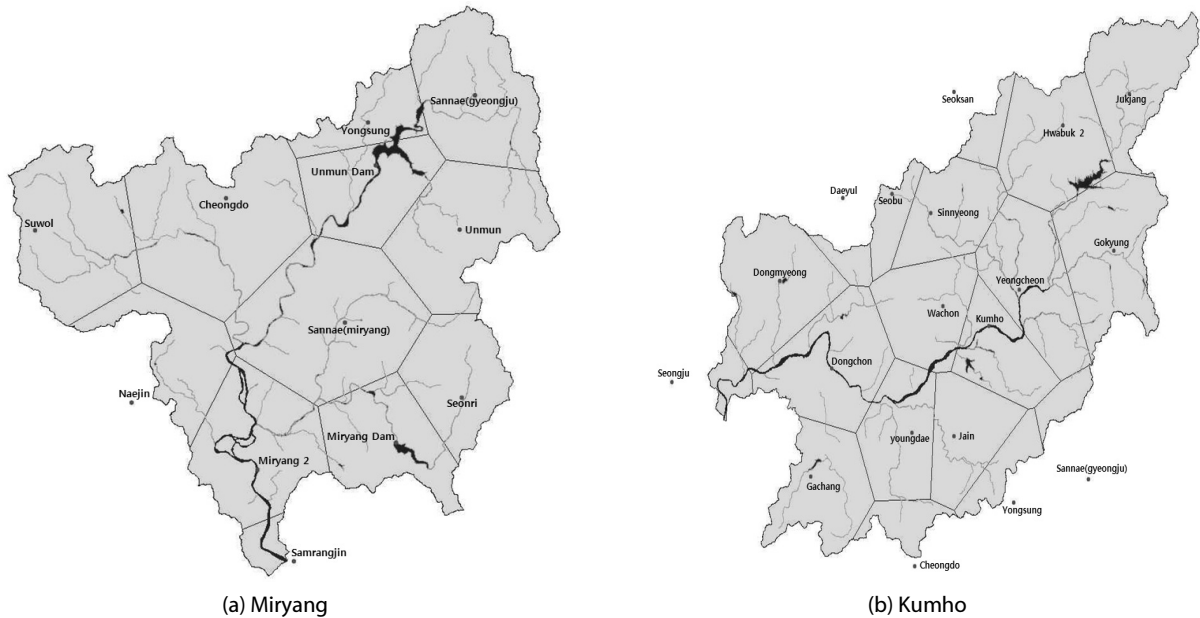 Sannae(gyeongju)
Yongsung
Unmun Dam
Cheongdo
Suwol
Unmun
Sannae(miryang)
Naejin
Seonri
Miryang Dam
Miryang 2
Samrangjin
(a) Miryang
Seoksan
Jukjang
Hwabuk 2
Daeyul
Seobu
Sinnyeong
Gokyung
Dongmyeong
Yeongcheon
Wachon
Kumho
Dongchon
Seongju
youngdae
Jain
Sannae(gyeongju)
Gachang
Yongsung
Cheongdo
(b) Kumho